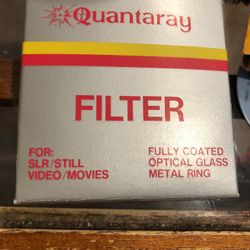 Quantaray
FILTER
FOR:
SLR/STILL
VIDEO/MOVIES
FULLY COATED
OPTICAL GLASS
METAL RING